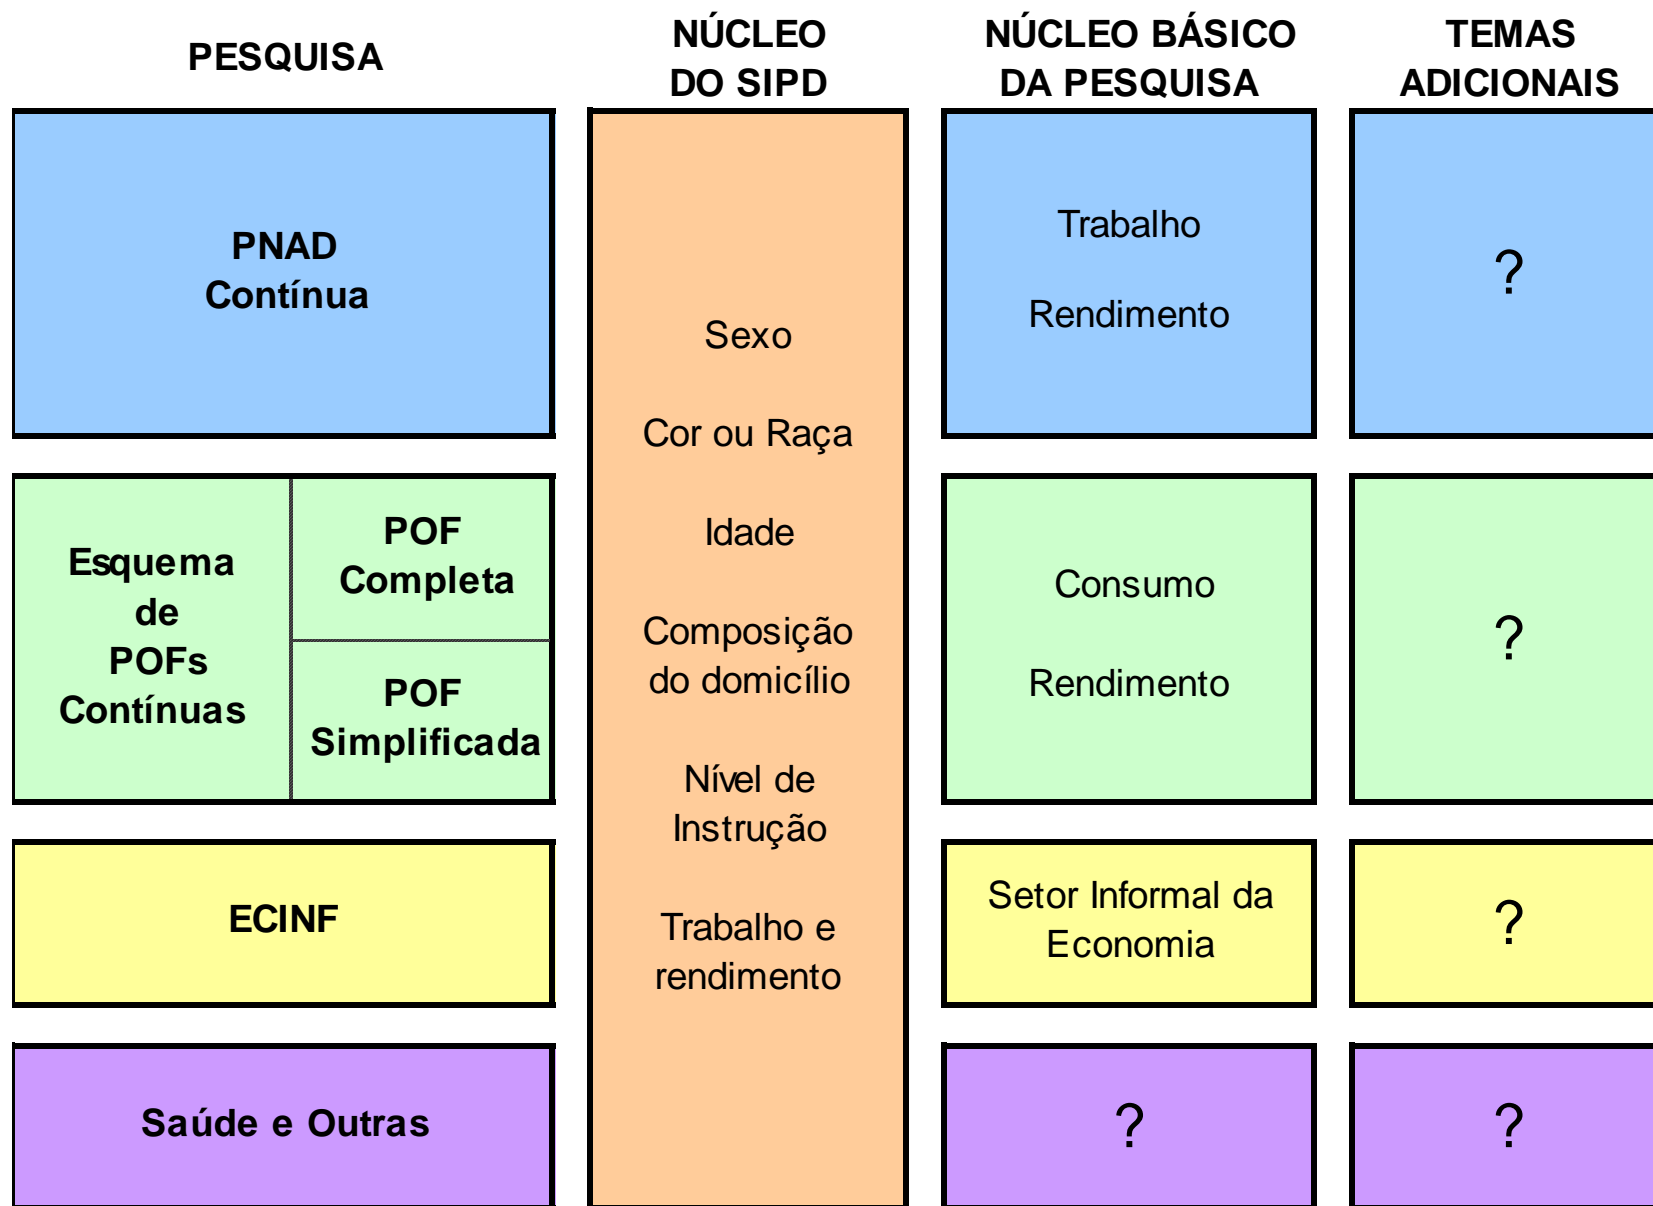 PESQUISA
NÚCLEO
DO SIPD
NÚCLEO BÁSICO
DA PESQUISA
TEMAS
ADICIONAIS
PNAD
Contínua
Esquema
de
POFs
Contínuas
POF
Completa
POF
Simplificada
ECINF
Saúde e Outras
Sexo
Cor ou Raça
Idade
Composição
do domicílio
Nível de
Instrução
Trabalho e
rendimento
Trabalho
Rendimento
Consumo
Rendimento
Setor Informal da
Economia
?
?
?
?
?